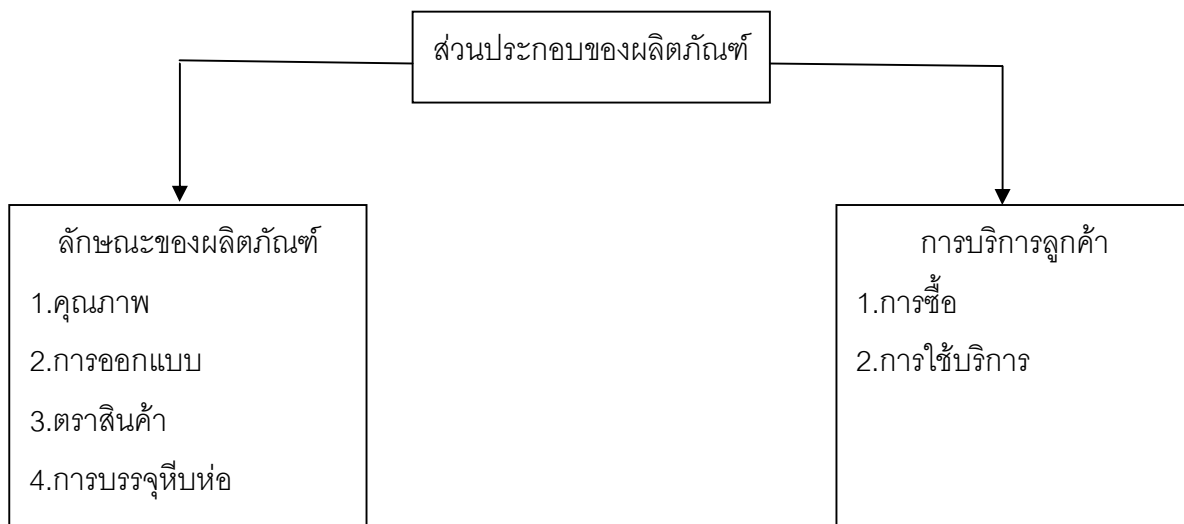 ส่วนประกอบของผลิตภัณฑ์
ลักษณะของผลิตภัณฑ์
1.คุณภาพ
2.การออกแบบ
3.ตราสินค้า
4.การบรรจุหีบห่อ
การบริการลูกค้า
1.การซื้อ
2.การใช้บริการ